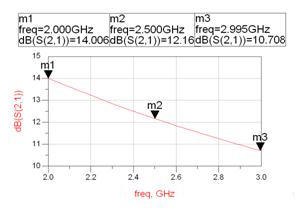 m1
freq=2.000GHz
dB(S(2,1))=14.006
m2
freq=2.500GHz
dB(S(2,1))=12.16
m3
freq=2.995GHz
dB(S(2,1))=10.708
m1
m2
m3
15
14
13
12
11
10
2.0
2.2
2.4
2.6
2.8
3.0
dB(S(2,1))
freq, GHz